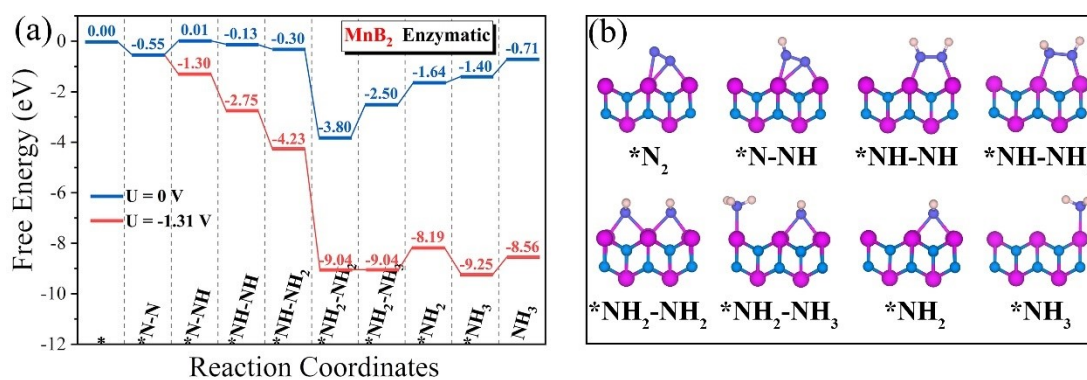 (a)
MnB₂ Enzymatic
Free Energy (eV)
0
-2
-4
-6
-8
-10
-12
0.00
-0.55
0.01
-0.13
-0.30
-3.80
-2.50
-1.64
-1.40
-0.71
-1.30
-2.75
-4.23
-9.04
-9.04
-8.19
-9.25
-8.56
U = 0 V
U = -1.31 V
*
*N-N
*N-NH
*NH-NH
*NH-NH₂
*NH₂-NH₂
*NH₂-NH₃
*NH₂
*NH₃
NH₃
Reaction Coordinates
(b)
*N₂
*N-NH
*NH-NH
*NH-NH
*NH₂-NH₂
*NH₂-NH₃
*NH₂
*NH₃